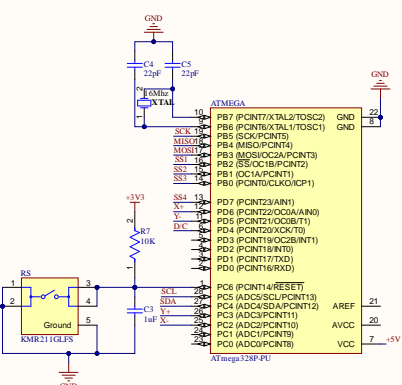 GND
C4
22pF
C5
22pF
GND
2
16Mhz
XTAL
1
ATMEGA
10 PB7 (PCINT7/XTAL2/TOSC2) GND 22
9 PB6 (PCINT6/XTAL1/TOSC1) GND 8
SCK 19 PB5 (SCK/PCINT5)
MISO 18 PB4 (MISO/PCINT4)
MOSI 17 PB3 (MOSI/OC2A/PCINT3)
SS1 16 PB2 (SS/OC1B/PCINT2)
SS2 15 PB1 (OC1A/PCINT1)
SS3 14 PB0 (PCINT0/CLKO/ICP1)
+3V3
SS4 13 PD7 (PCINT23/AIN1)
X+ 12 PD6 (PCINT22/OC0A/AIN0)
Y- 11 PD5 (PCINT21/OC0B/T1)
D/C 6 PD4 (PCINT20/XCK/T0)
PD3 (PCINT19/OC2B/INT1)
PD2 (PCINT18/INT0)
PD1 (PCINT17/TXD)
PD0 (PCINT16/RXD)
2
R7
10K
1
RS
1 3
2 4
Ground 5
KMR211GLFS
1 PC6 (PCINT14/RESET)
SCL 28 PC5 (ADC5/SCL/PCINT13)
SDA 27 PC4 (ADC4/SDA/PCINT12) AREF 21
Y+ 26 PC3 (ADC3/PCINT11)
X- 25 PC2 (ADC2/PCINT10) AVCC 20
24 PC1 (ADC1/PCINT9)
23 PC0 (ADC0/PCINT8) VCC 7 +5V
C3
1uF
ATmega328P-PU
GND